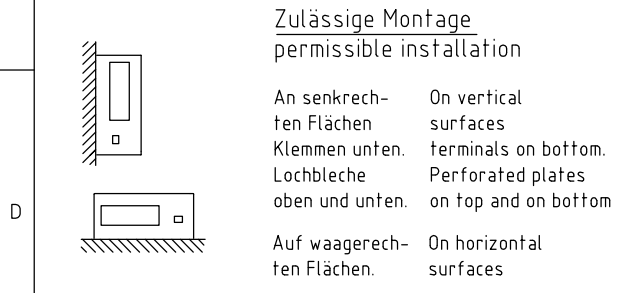 Zulässige Montage
permissible installation
An senkrech-
ten Flächen
Klemmen unten.
Lochbleche
oben und unten.
On vertical
surfaces
terminals on bottom.
Perforated plates
on top and on bottom
Auf waagerech-
ten Flächen.
On horizontal
surfaces
D